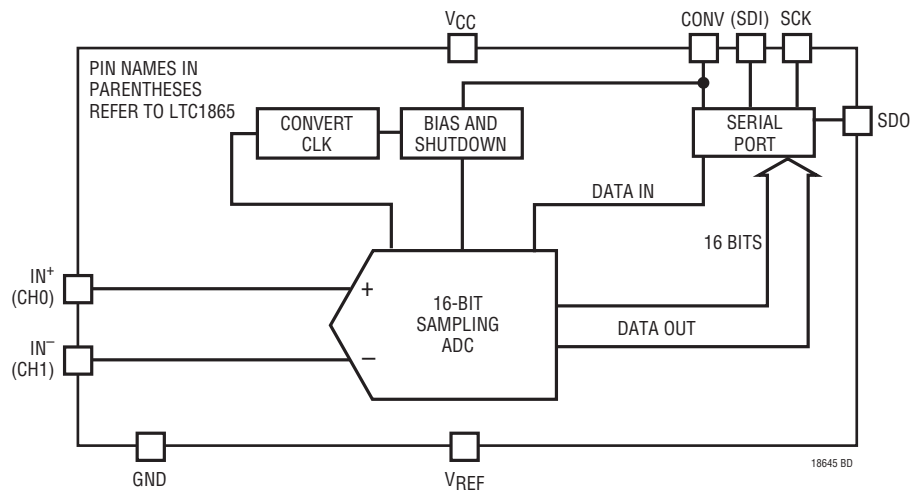 VCC
CONV (SDI) SCK
PIN NAMES IN
PARENTHESES
REFER TO LTC1865
CONVERT
CLK
BIAS AND
SHUTDOWN
SERIAL
PORT
SDO
DATA IN
16 BITS
IN+
(CH0)
+
16-BIT
SAMPLING
ADC
DATA OUT
IN−
(CH1)
−
GND
VREF
18645 BD